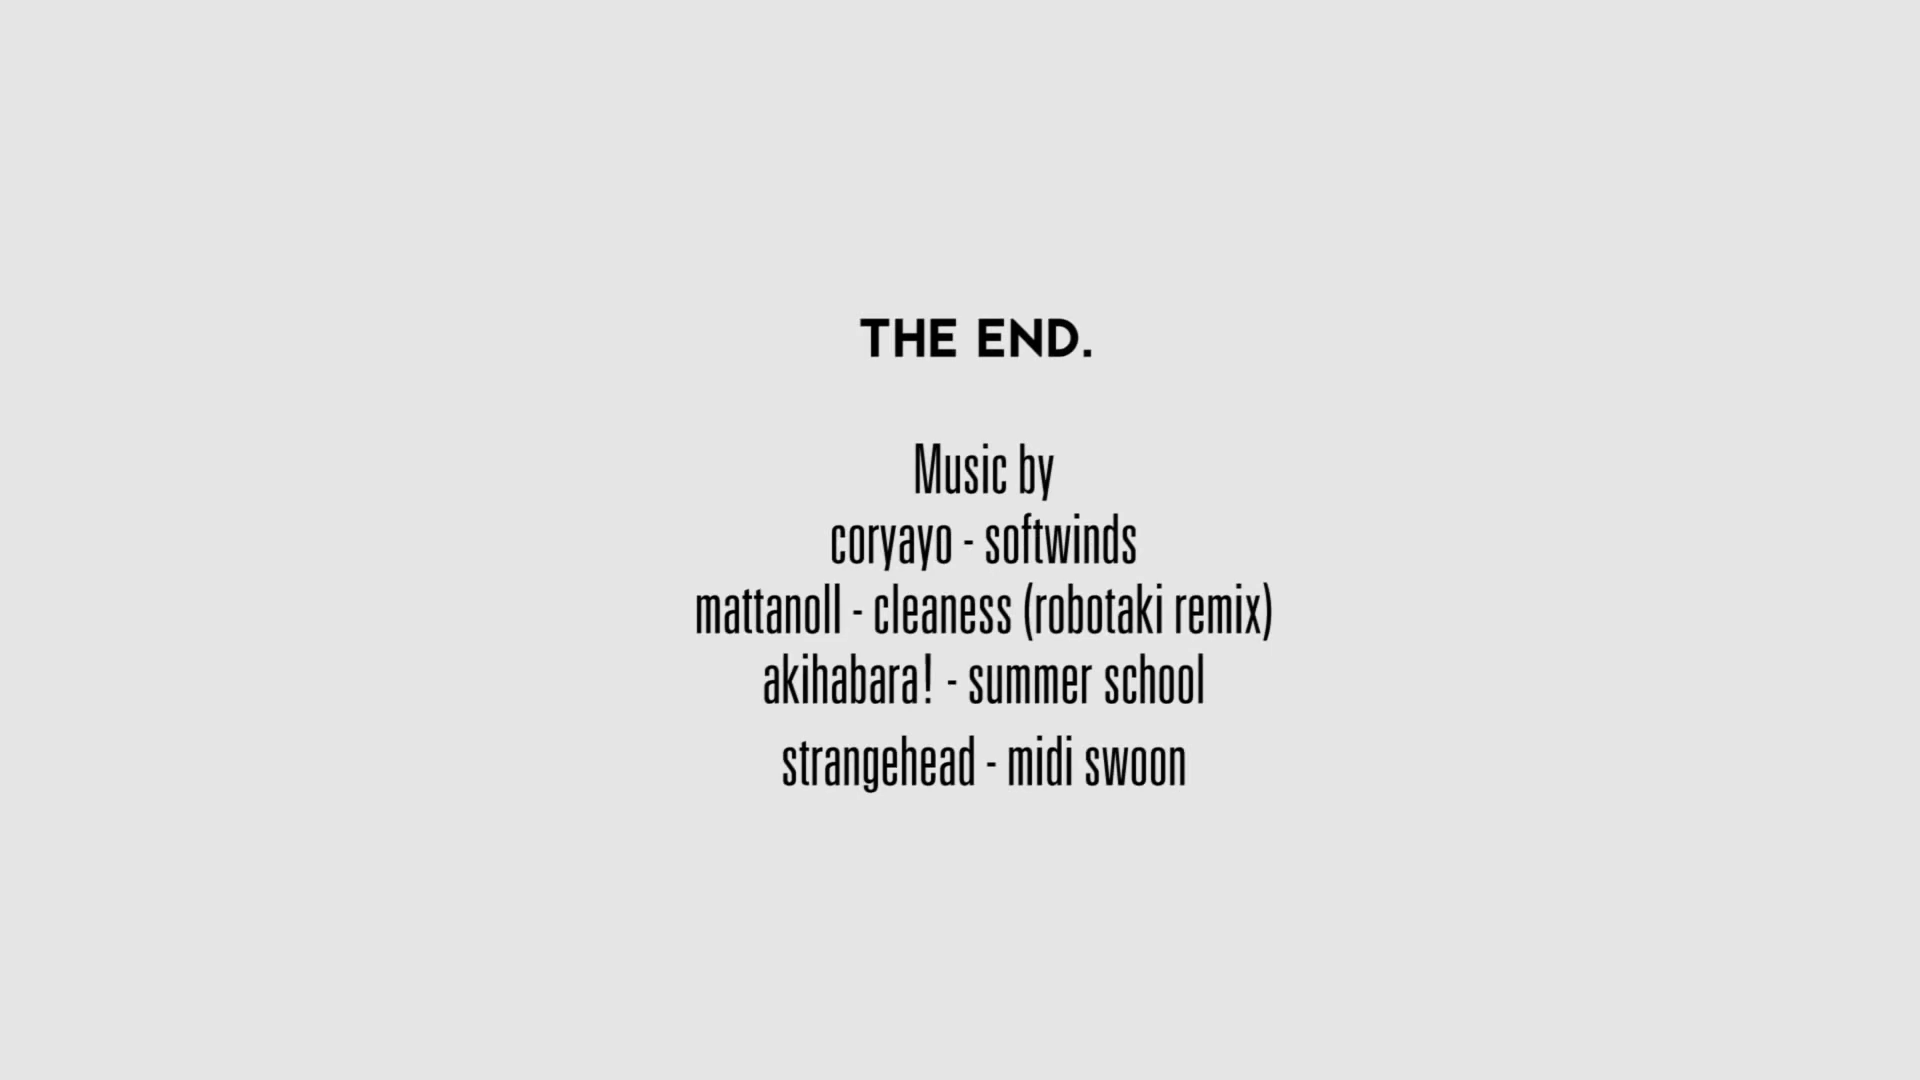 THE END.
Music by
coryayo - softwinds
mattanoll - cleaness (robotaki remix)
akihabara! - summer school
strangehead - midi swoon